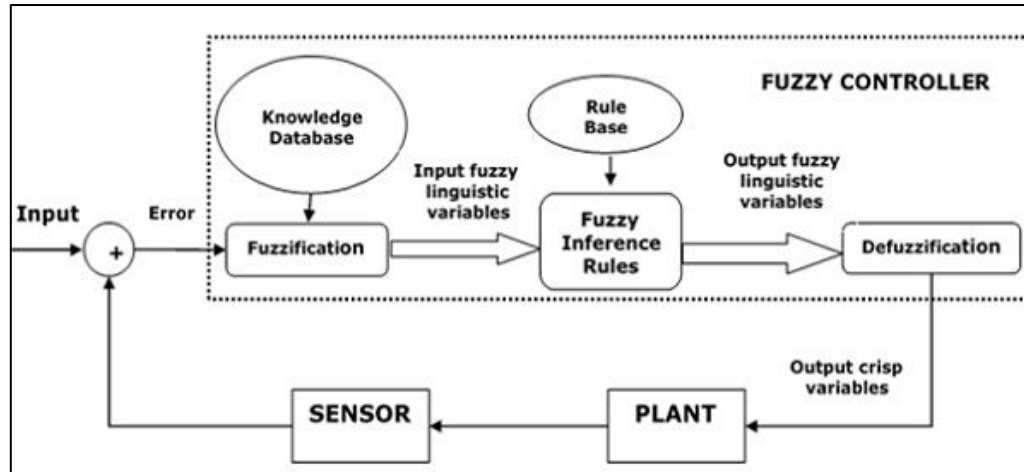 FUZZY CONTROLLER
Knowledge
Database
Rule
Base
Input fuzzy
linguistic
variables
Output fuzzy
linguistic
variables
Input
Error
+
Fuzzification
Fuzzy
Inference
Rules
Defuzzification
Output crisp
variables
SENSOR
PLANT